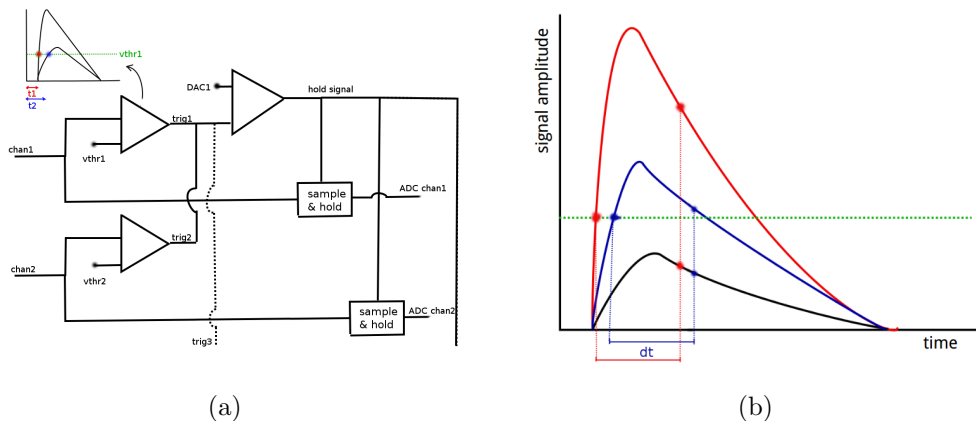 vthr1
t1
t2
DAC1
hold signal
trig1
chan1
vthr1
sample
& hold
ADC chan1
trig2
chan2
vthr2
sample
& hold
ADC chan2
trig3
(a)
signal amplitude
time
dt
(b)